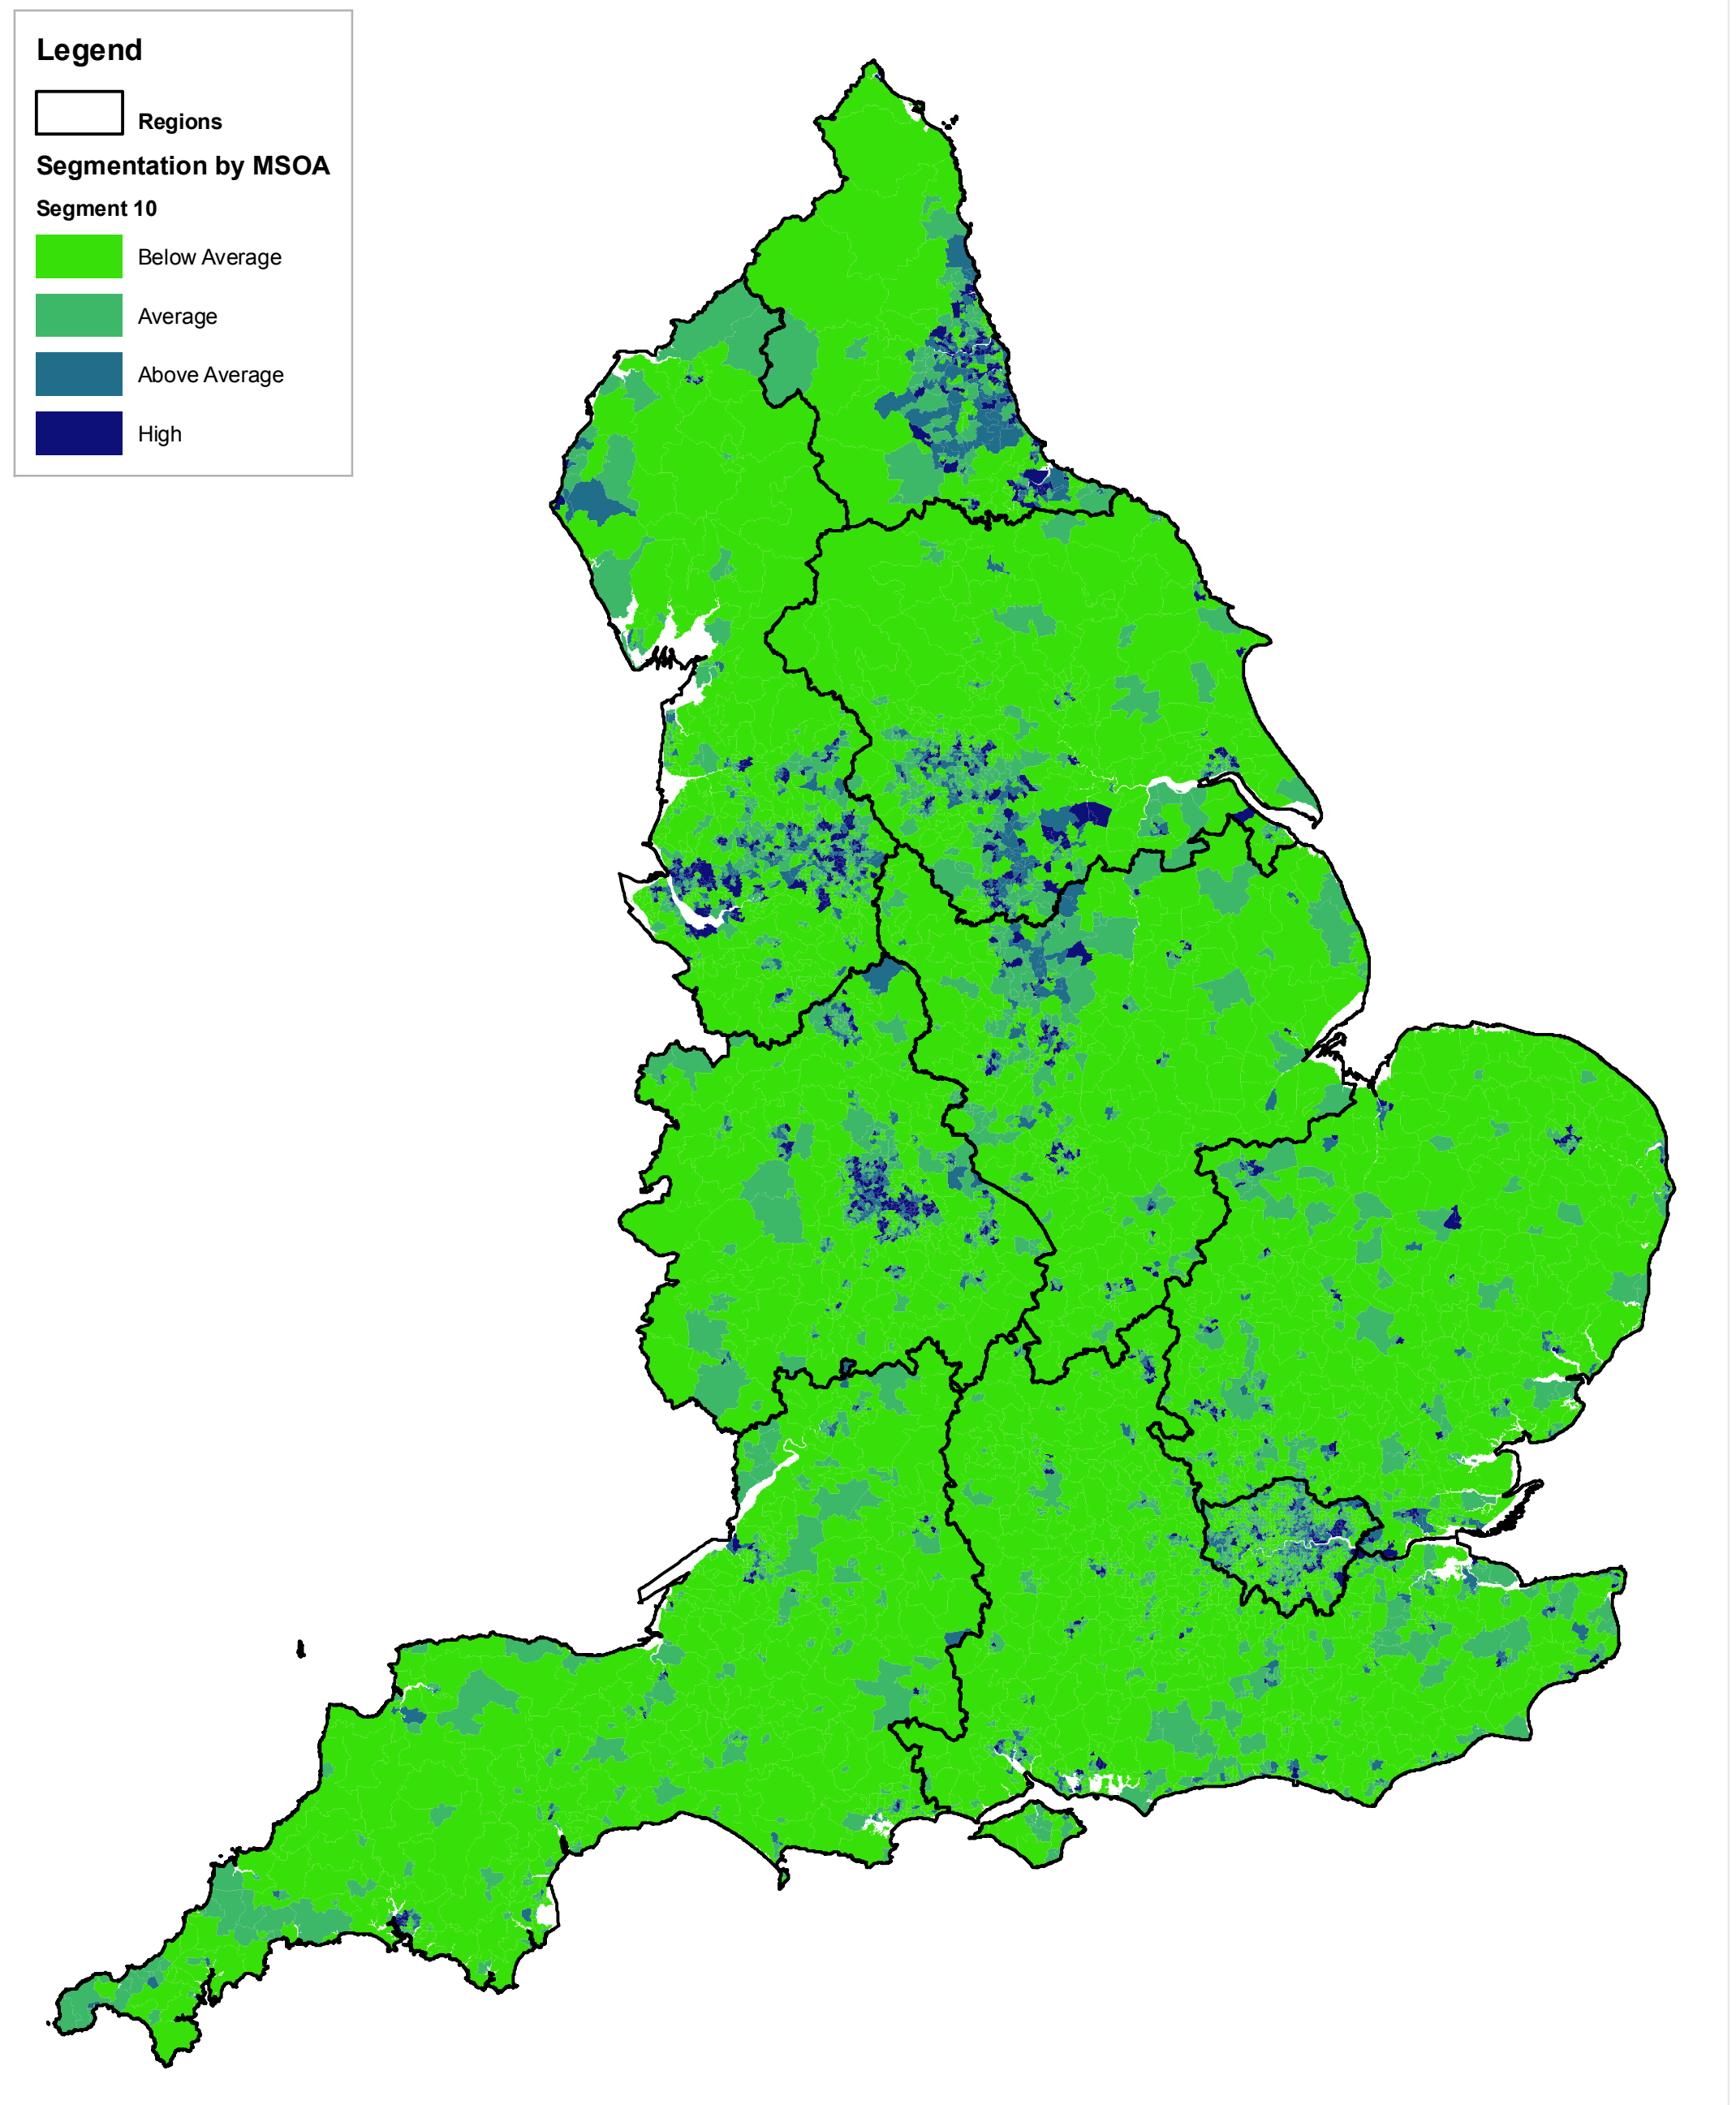 Legend
Regions
Segmentation by MSOA
Segment 10
Below Average
Average
Above Average
High